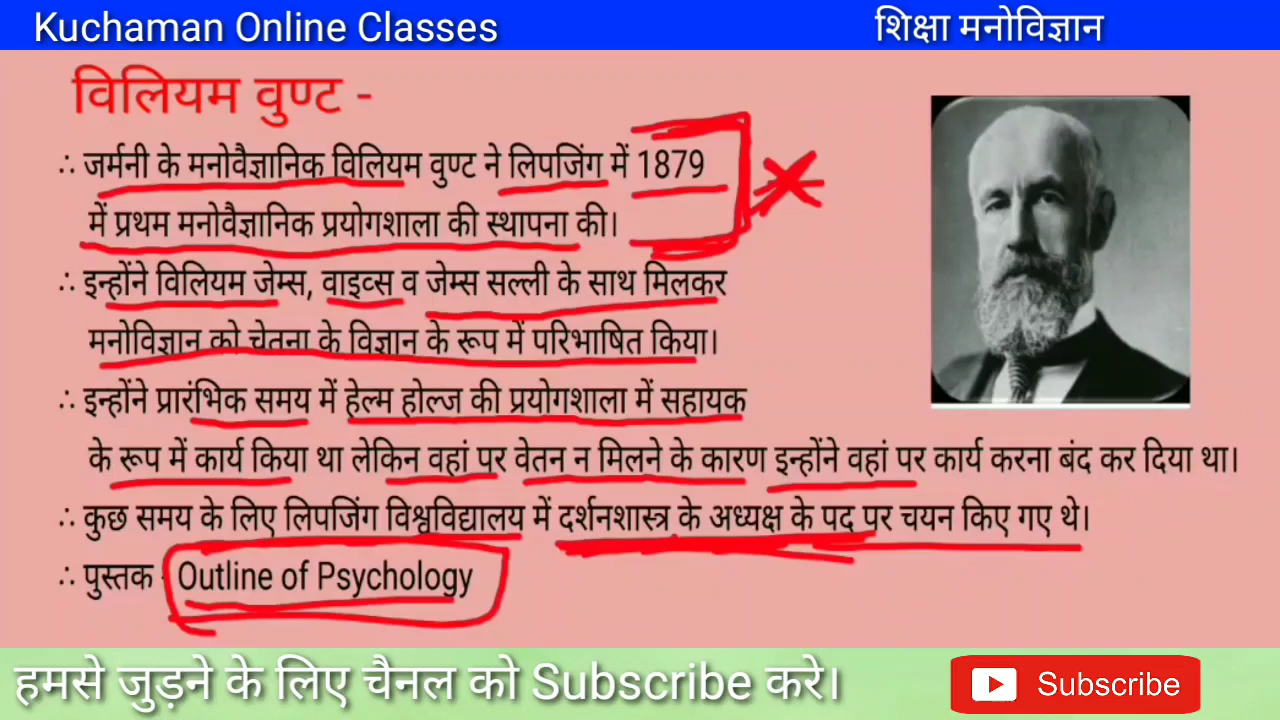 Kuchaman Online Classes
शिक्षा मनोविज्ञान
विलियम वुण्ट -
∴ जर्मनी के मनोवैज्ञानिक विलियम वुण्ट ने लिपजिंग में 1879
में प्रथम मनोवैज्ञानिक प्रयोगशाला की स्थापना की।
∴ इन्होंने विलियम जेम्स, वाइव्स व जेम्स सल्ली के साथ मिलकर
मनोविज्ञान को चेतना के विज्ञान के रूप में परिभाषित किया।
∴ इन्होंने प्रारंभिक समय में हेल्म होल्ज की प्रयोगशाला में सहायक
के रूप में कार्य किया था लेकिन वहां पर वेतन न मिलने के कारण इन्होंने वहां पर कार्य करना बंद कर दिया था।
∴ कुछ समय के लिए लिपजिंग विश्वविद्यालय में दर्शनशास्त्र के अध्यक्ष के पद पर चयन किए गए थे।
∴ पुस्तक - Outline of Psychology
हमसे जुड़ने के लिए चैनल को Subscribe करे।
Subscribe